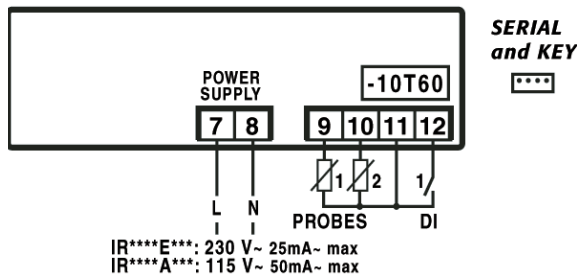 SERIAL
and KEY
POWER
SUPPLY
-10T60
7 8 9 10 11 12
1 2 1
L N PROBES DI
IR****E***: 230 V~ 25mA~ max
IR****A***: 115 V~ 50mA~ max